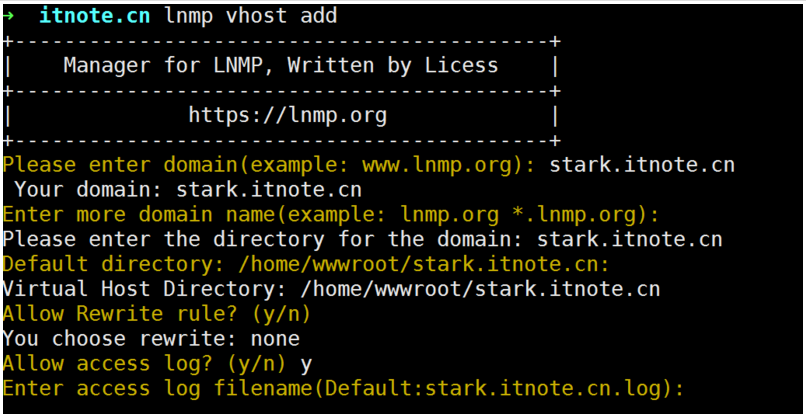 → itnote.cn lnmp vhost add
+-------------------------------------------+
|    Manager for LNMP, Written by Licess    |
+-------------------------------------------+
|              https://lnmp.org             |
+-------------------------------------------+
Please enter domain(example: www.lnmp.org): stark.itnote.cn
Your domain: stark.itnote.cn
Enter more domain name(example: lnmp.org *.lnmp.org):
Please enter the directory for the domain: stark.itnote.cn
Default directory: /home/wwwroot/stark.itnote.cn:
Virtual Host Directory: /home/wwwroot/stark.itnote.cn
Allow Rewrite rule? (y/n)
You choose rewrite: none
Allow access log? (y/n) y
Enter access log filename(Default:stark.itnote.cn.log):